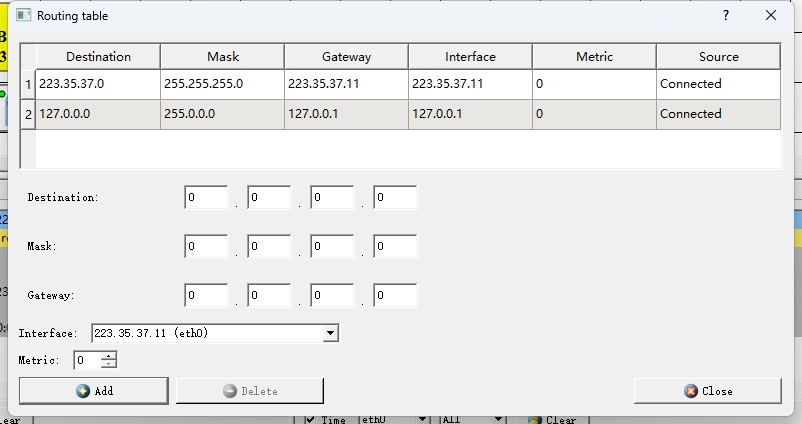 Routing table ?
Destination Mask Gateway Interface Metric Source
1 223.35.37.0 255.255.255.0 223.35.37.11 223.35.37.11 0 Connected
2 127.0.0.0 255.0.0.0 127.0.0.1 127.0.0.1 0 Connected
Destination: 0 . 0 . 0 . 0
Mask: 0 . 0 . 0 . 0
Gateway: 0 . 0 . 0 . 0
Interface: 223.35.37.11 (eth0)
Metric: 0
Add Delete Close
Time eth0 All Clear